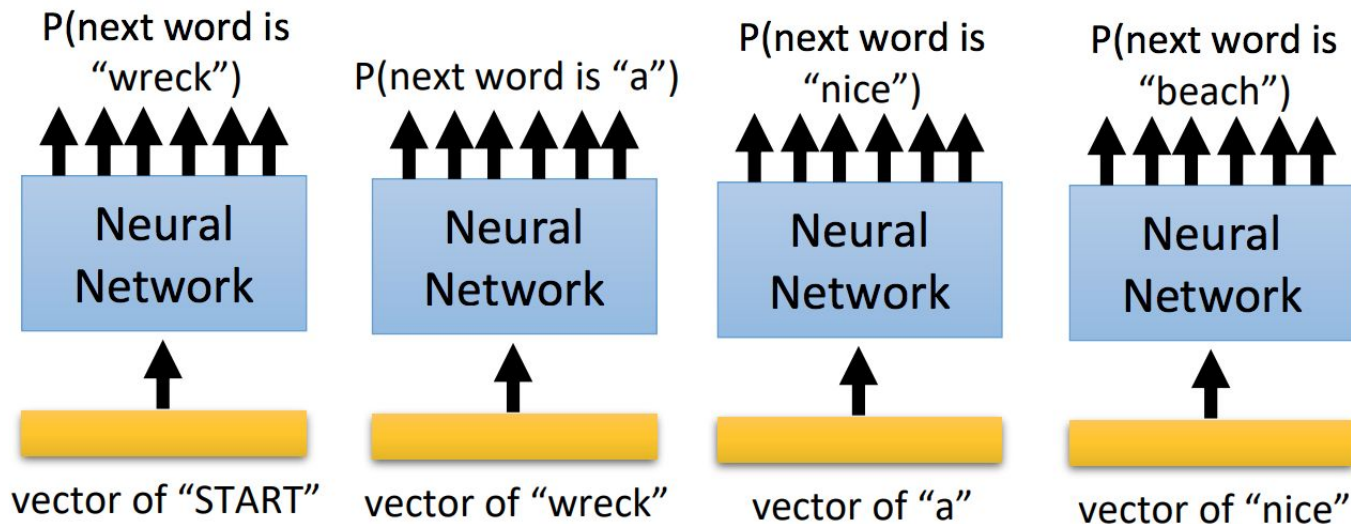 P(next word is
“wreck”)
P(next word is “a”)
P(next word is
“nice”)
P(next word is
“beach”)
Neural
Network
Neural
Network
Neural
Network
Neural
Network
vector of “START”
vector of “wreck”
vector of “a”
vector of “nice”